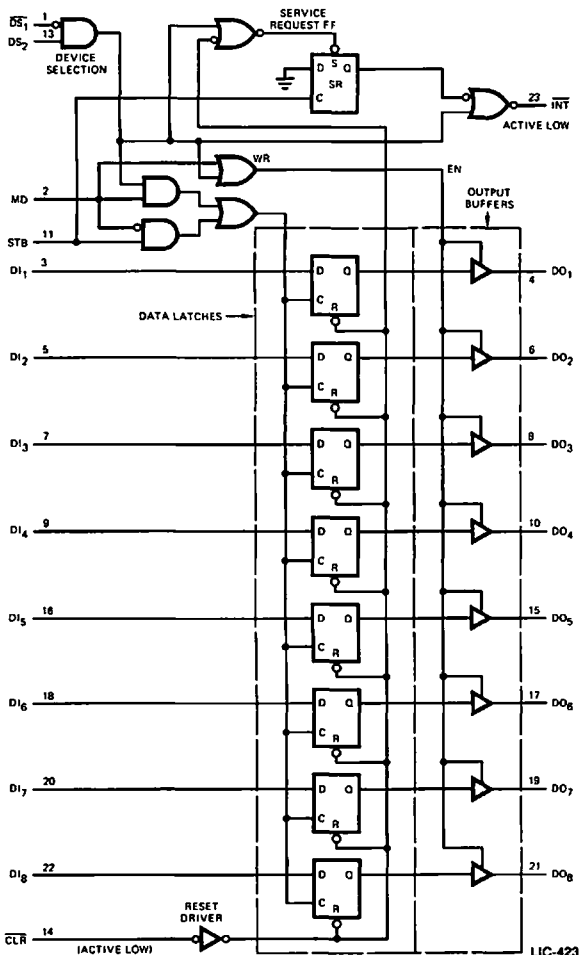 DS1 1
DS2 13
DEVICE
SELECTION
SERVICE
REQUEST FF
D S Q
SR
C
23 INT
ACTIVE LOW
WR
EN
MD 2
STB 11
OUTPUT
BUFFERS
DATA LATCHES
DI1 3
D Q
C
R
4 DO1
DI2 5
D Q
C
R
6 DO2
DI3 7
D Q
C
R
8 DO3
DI4 9
D Q
C
R
10 DO4
DI5 16
D Q
C
R
15 DO5
DI6 18
D Q
C
R
17 DO6
DI7 20
D Q
C
R
19 DO7
DI8 22
D Q
C
R
21 DO8
RESET
DRIVER
CLR 14
(ACTIVE LOW)
LIC-423